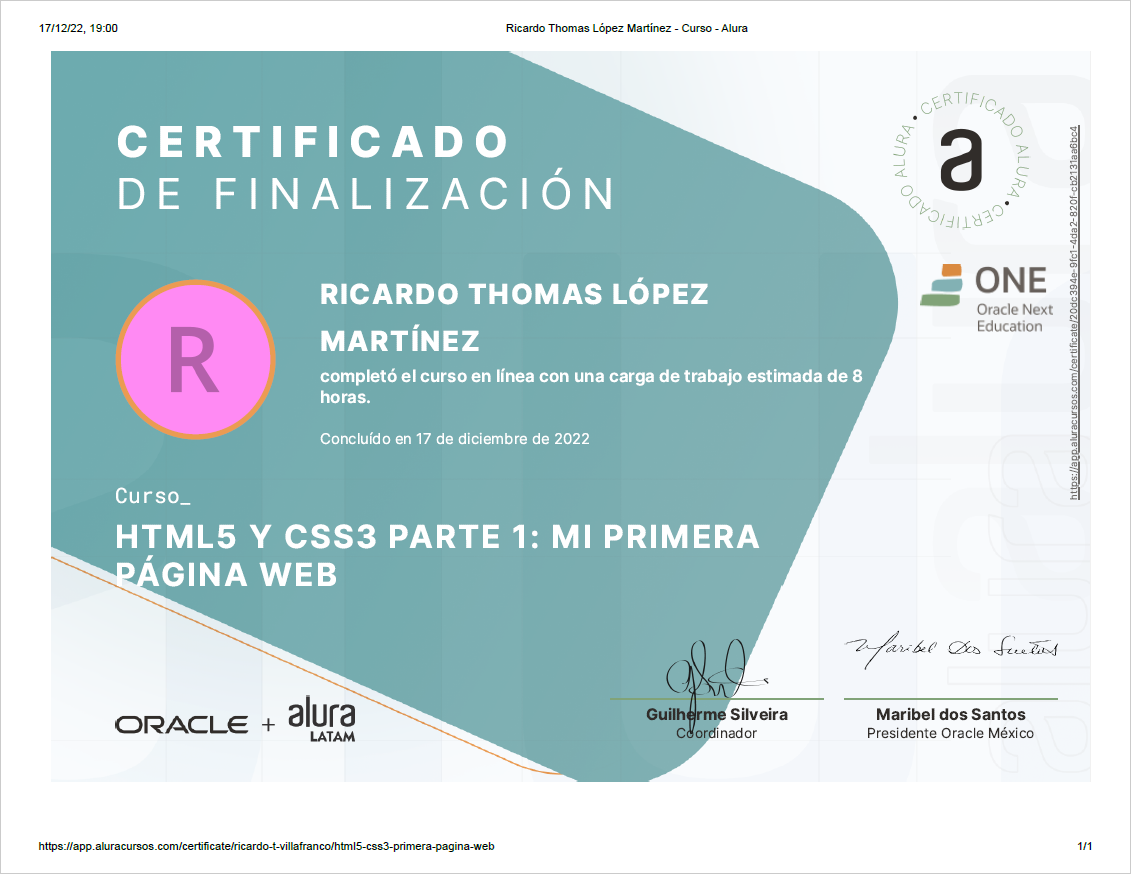 17/12/22, 19:00
Ricardo Thomas López Martínez - Curso - Alura
CERTIFICADO
DE FINALIZACIÓN
• CERTIFICADO ALURA • CERTIFICADO ALURA
a
ONE
Oracle Next
Education
https://app.aluracursos.com/certificate/20dc394e-9fc1-4da2-820f-cb2131aa6bc4
R
RICARDO THOMAS LÓPEZ
MARTÍNEZ
completó el curso en línea con una carga de trabajo estimada de 8
horas.
Concluído en 17 de diciembre de 2022
Curso_
HTML5 Y CSS3 PARTE 1: MI PRIMERA
PÁGINA WEB
ORACLE + alura
LATAM
Maribel Dos Santos
Guilherme Silveira
Coordinador
Maribel dos Santos
Presidente Oracle México
alura
https://app.aluracursos.com/certificate/ricardo-t-villafranco/html5-css3-primera-pagina-web
1/1